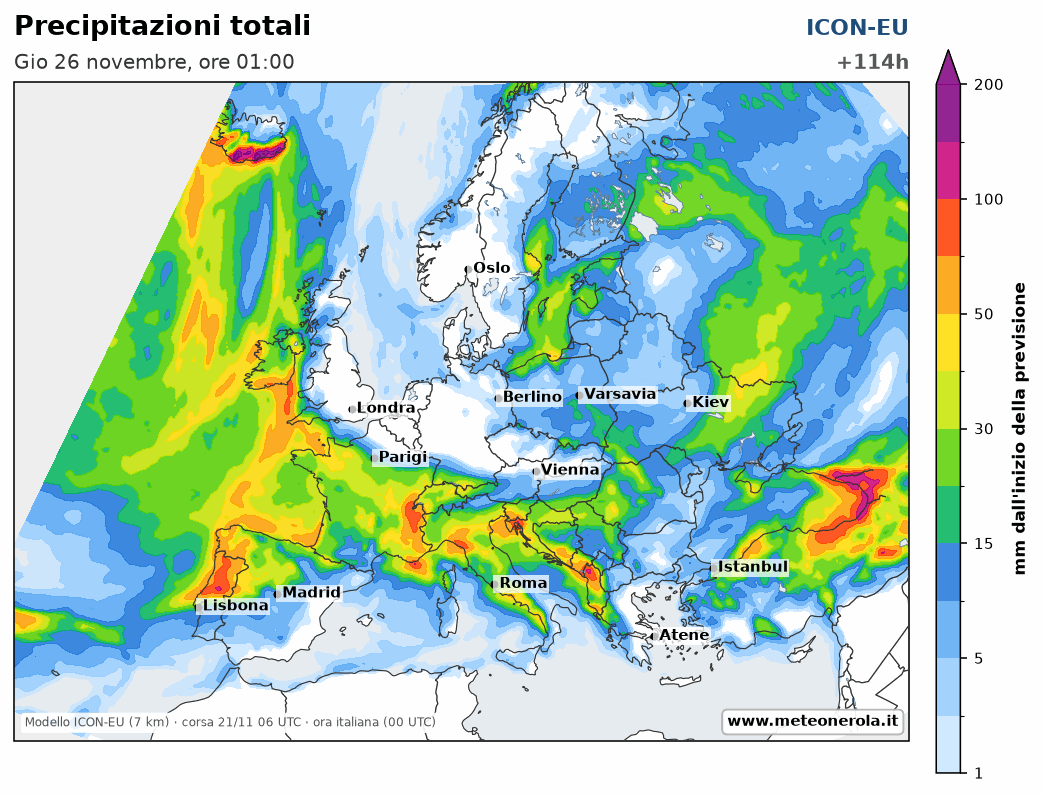 Precipitazioni totali
ICON-EU
Gio 26 novembre, ore 01:00
+114h
200
100
50
30
15
5
1
mm dall'inizio della previsione
Oslo
Londra
Berlino
Varsavia
Kiev
Parigi
Vienna
Istanbul
Roma
Madrid
Lisbona
Atene
Modello ICON-EU (7 km) · corsa 21/11 06 UTC · ora italiana (00 UTC)
www.meteonerola.it